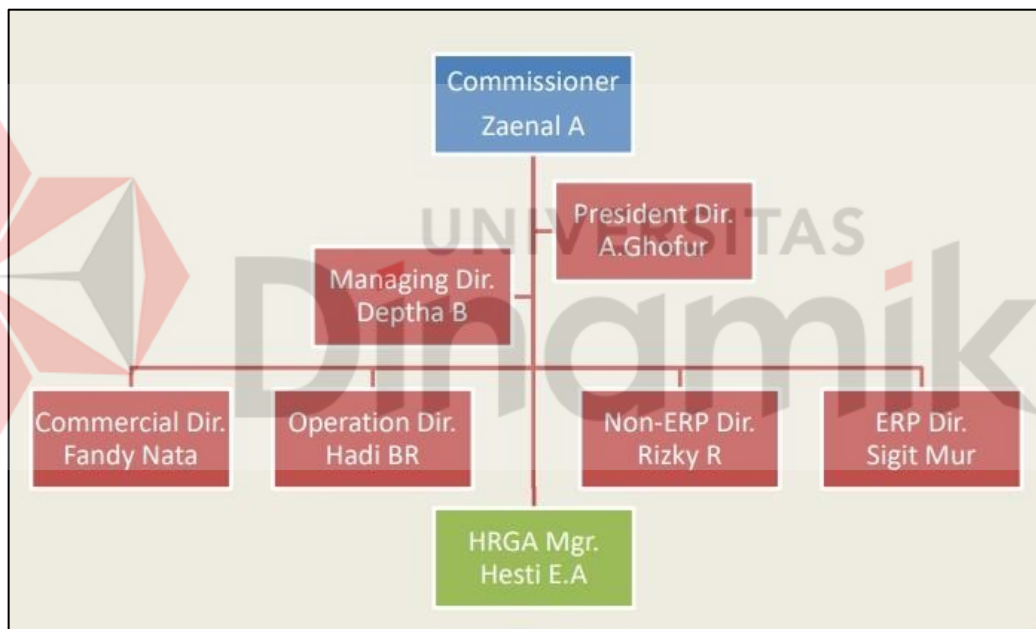 Commissioner
Zaenal A
President Dir.
A.Ghofur
Managing Dir.
Deptha B
Commercial Dir.
Fandy Nata
Operation Dir.
Hadi BR
Non-ERP Dir.
Rizky R
ERP Dir.
Sigit Mur
HRGA Mgr.
Hesti E.A
UNIVERSITAS
Dinamika